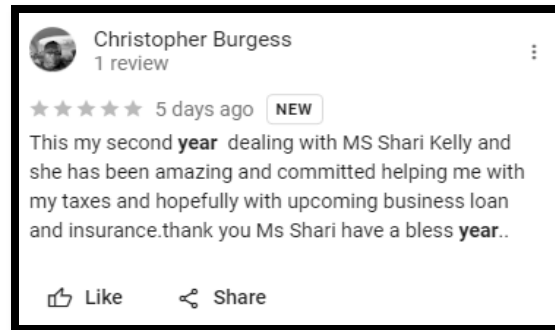 Christopher Burgess
1 review
5 days ago NEW
This my second year dealing with MS Shari Kelly and
she has been amazing and committed helping me with
my taxes and hopefully with upcoming business loan
and insurance.thank you Ms Shari have a bless year..
Like Share